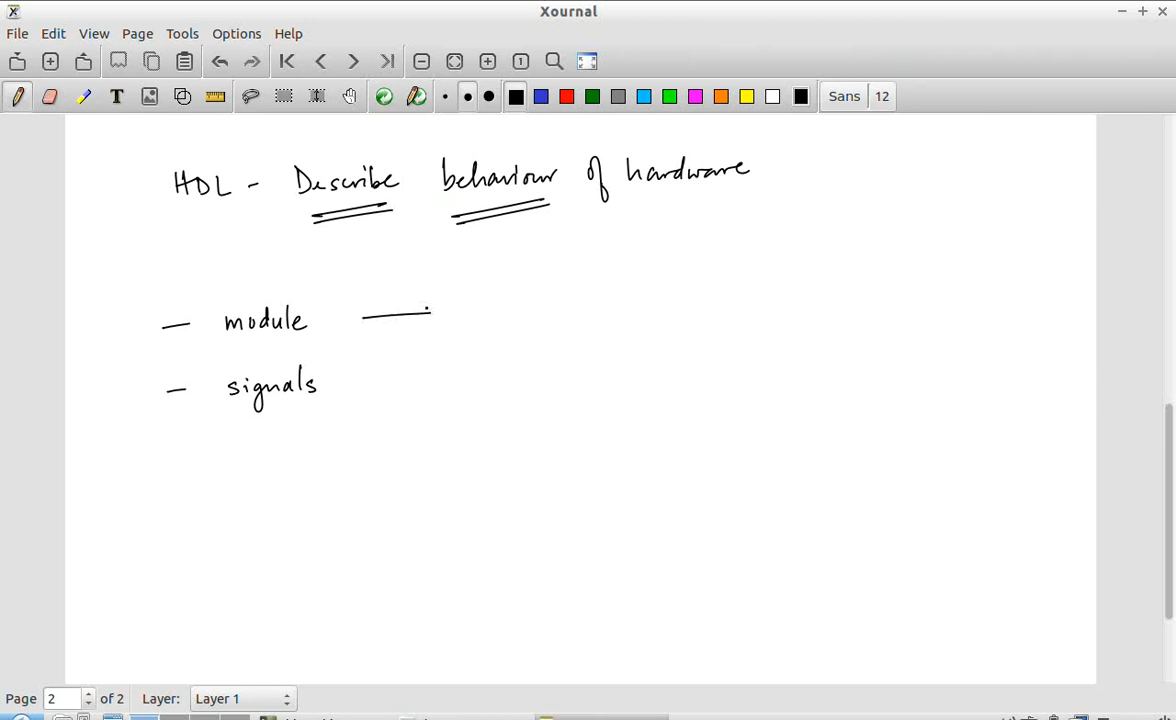 Xournal
File Edit View Page Tools Options Help
Sans 12
HDL - Describe behaviour of hardware
— module —
— signals
Page 2 of 2 Layer: Layer 1